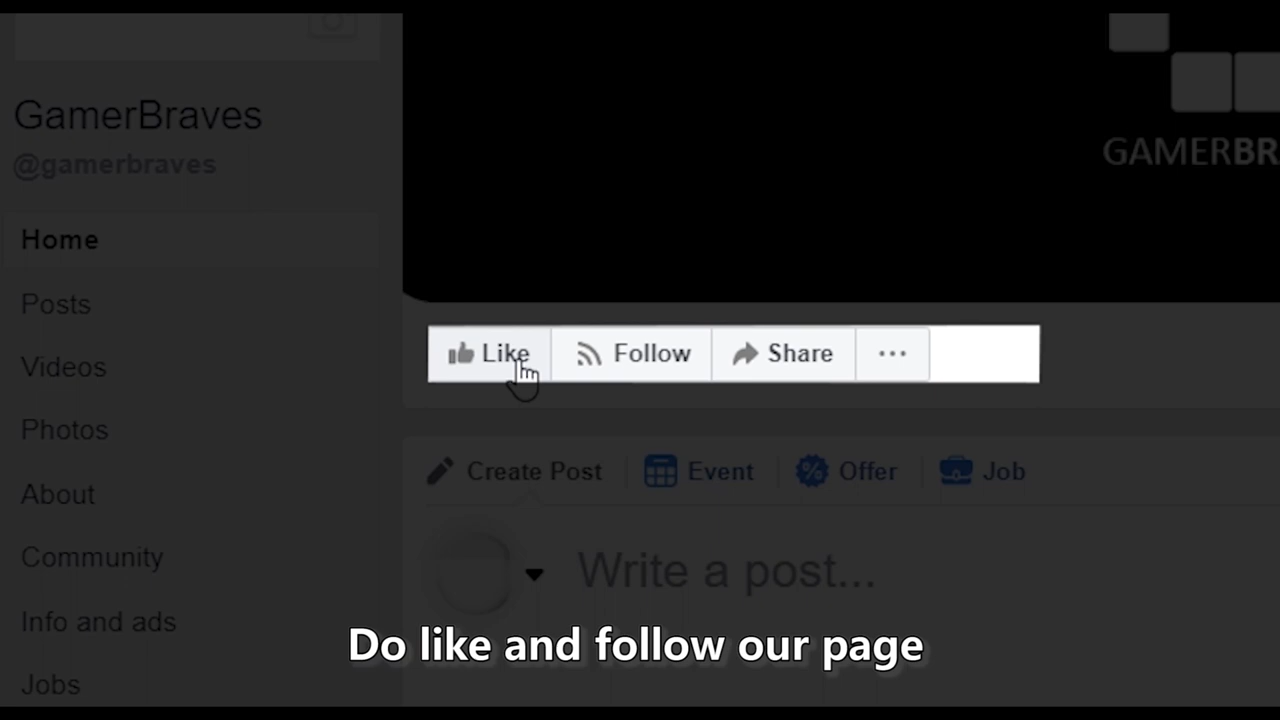 GamerBraves
@gamerbraves
Home
Posts
Videos
Photos
About
Community
Info and ads
Jobs
GAMERBR
Like
Follow
Share
...
Create Post
Event
Offer
Job
Write a post...
Do like and follow our page